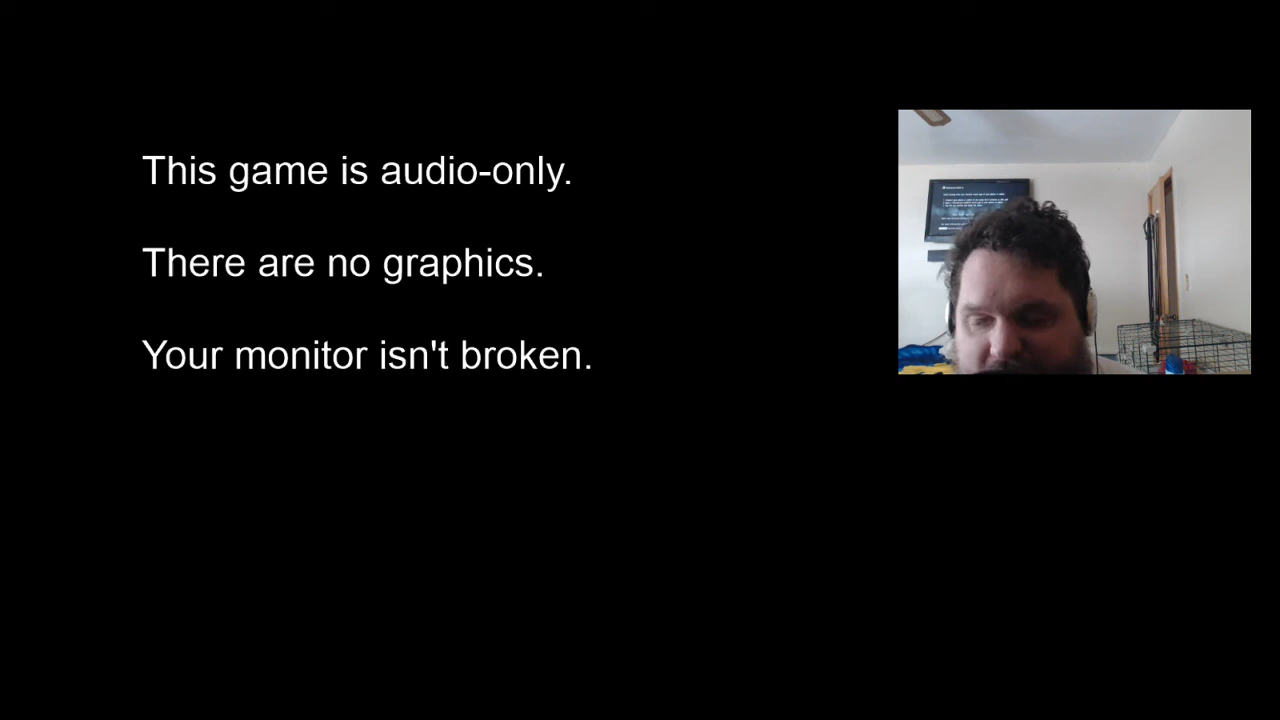 This game is audio-only.
There are no graphics.
Your monitor isn't broken.